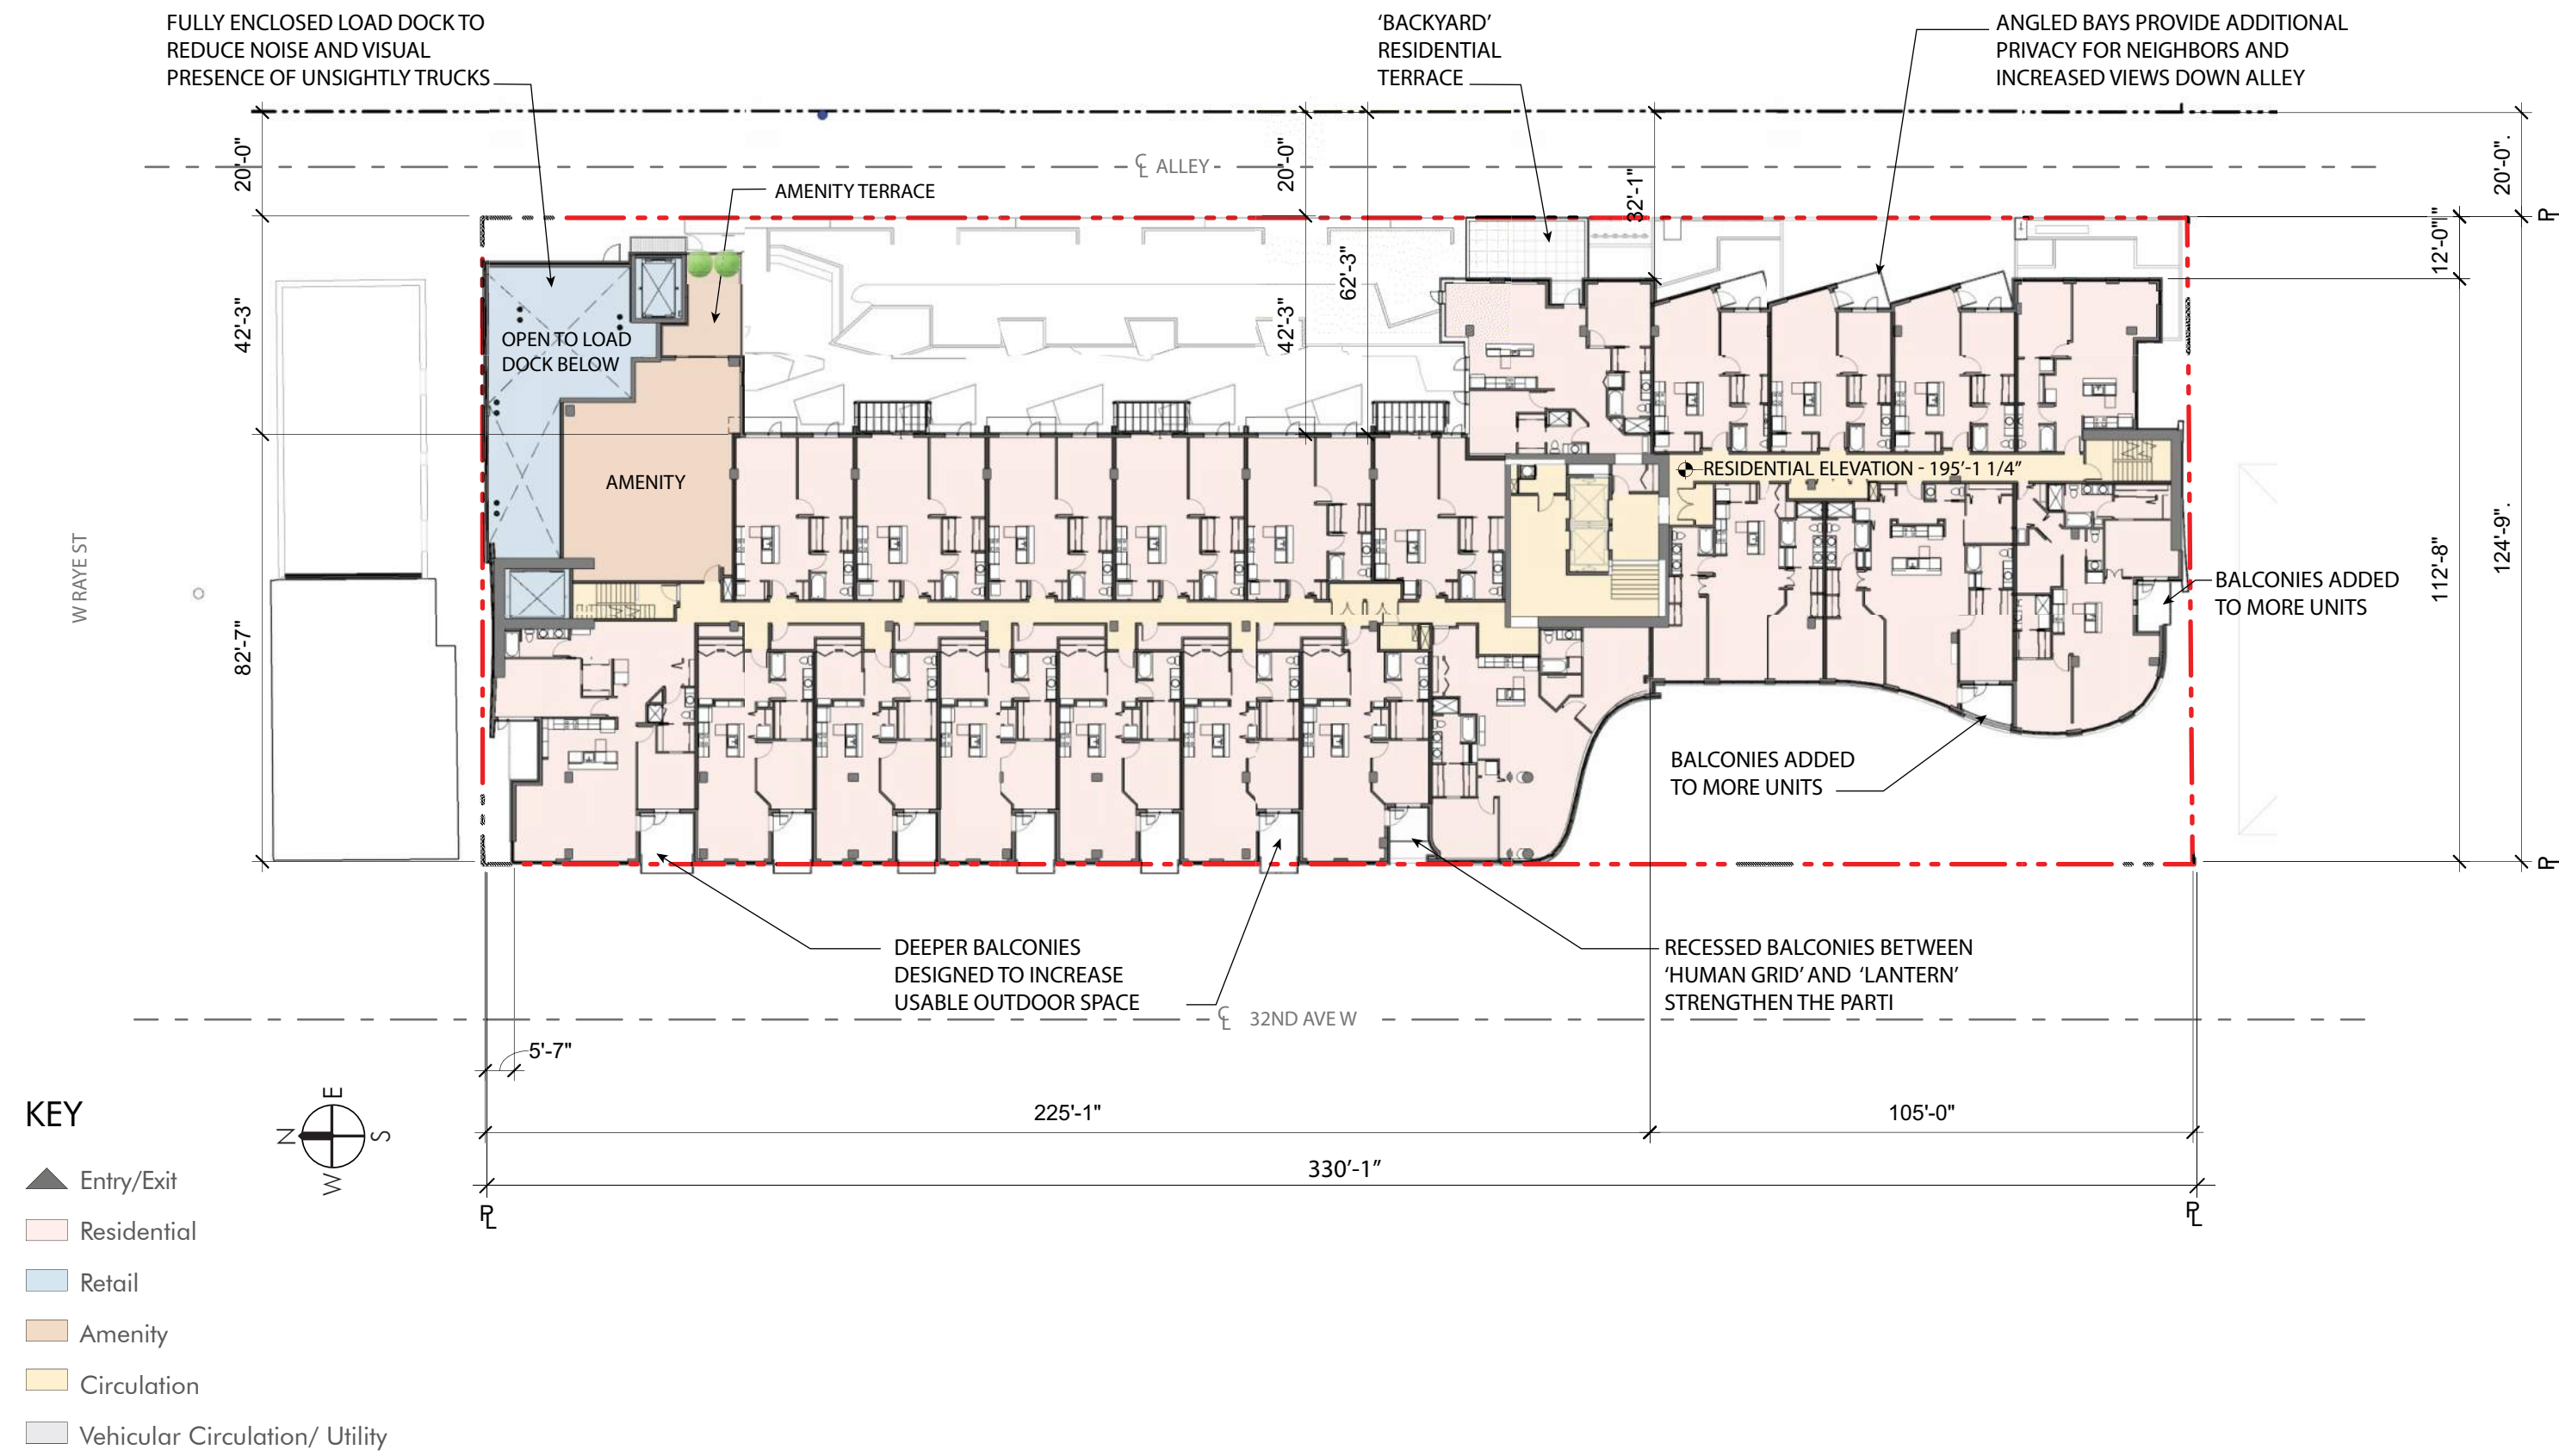 FULLY ENCLOSED LOAD DOCK TO
REDUCE NOISE AND VISUAL
PRESENCE OF UNSIGHTLY TRUCKS
‘BACKYARD’
RESIDENTIAL
TERRACE
ANGLED BAYS PROVIDE ADDITIONAL
PRIVACY FOR NEIGHBORS AND
INCREASED VIEWS DOWN ALLEY
20'-0"
20'-0"
20'-0".
CL ALLEY
AMENITY TERRACE
32'-1"
PL
12'-0"
62'-3"
42'-3"
42'-3"
OPEN TO LOAD
DOCK BELOW
AMENITY
RESIDENTIAL ELEVATION - 195’-1 1/4”
W RAYE ST
112'-8"
124'-9".
BALCONIES ADDED
TO MORE UNITS
82'-7"
BALCONIES ADDED
TO MORE UNITS
PL
DEEPER BALCONIES
DESIGNED TO INCREASE
USABLE OUTDOOR SPACE
RECESSED BALCONIES BETWEEN
‘HUMAN GRID’ AND ‘LANTERN’
STRENGTHEN THE PARTI
CL 32ND AVE W
5'-7"
225'-1"
105'-0"
330’-1”
PL
PL
KEY
N
E
S
W
Entry/Exit
Residential
Retail
Amenity
Circulation
Vehicular Circulation/ Utility